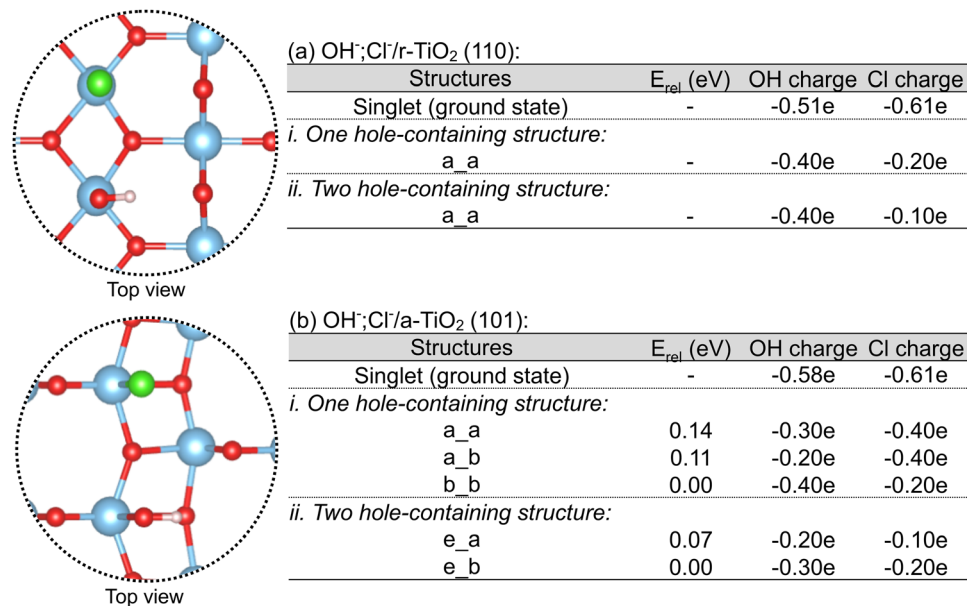 (a) OH⁻;Cl⁻/r-TiO₂ (110):
Structures E_rel (eV) OH charge Cl charge
Singlet (ground state) - -0.51e -0.61e
i. One hole-containing structure:
a_a - -0.40e -0.20e
ii. Two hole-containing structure:
a_a - -0.40e -0.10e
Top view
(b) OH⁻;Cl⁻/a-TiO₂ (101):
Structures E_rel (eV) OH charge Cl charge
Singlet (ground state) - -0.58e -0.61e
i. One hole-containing structure:
a_a 0.14 -0.30e -0.40e
a_b 0.11 -0.20e -0.40e
b_b 0.00 -0.40e -0.20e
ii. Two hole-containing structure:
e_a 0.07 -0.20e -0.10e
e_b 0.00 -0.30e -0.20e
Top view